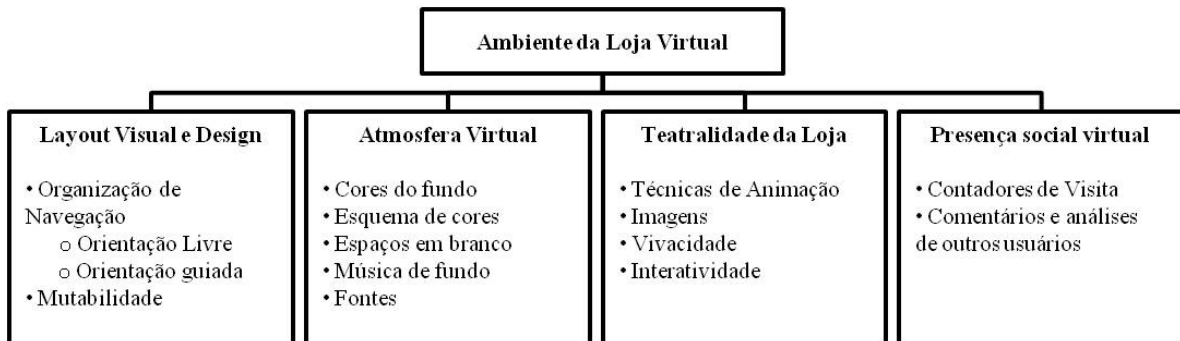 Ambiente da Loja Virtual
Layout Visual e Design
• Organização de
Navegação
o Orientação Livre
o Orientação guiada
• Mutabilidade
Atmosfera Virtual
• Cores do fundo
• Esquema de cores
• Espaços em branco
• Música de fundo
• Fontes
Teatralidade da Loja
• Técnicas de Animação
• Imagens
• Vivacidade
• Interatividade
Presença social virtual
• Contadores de Visita
• Comentários e análises
de outros usuários